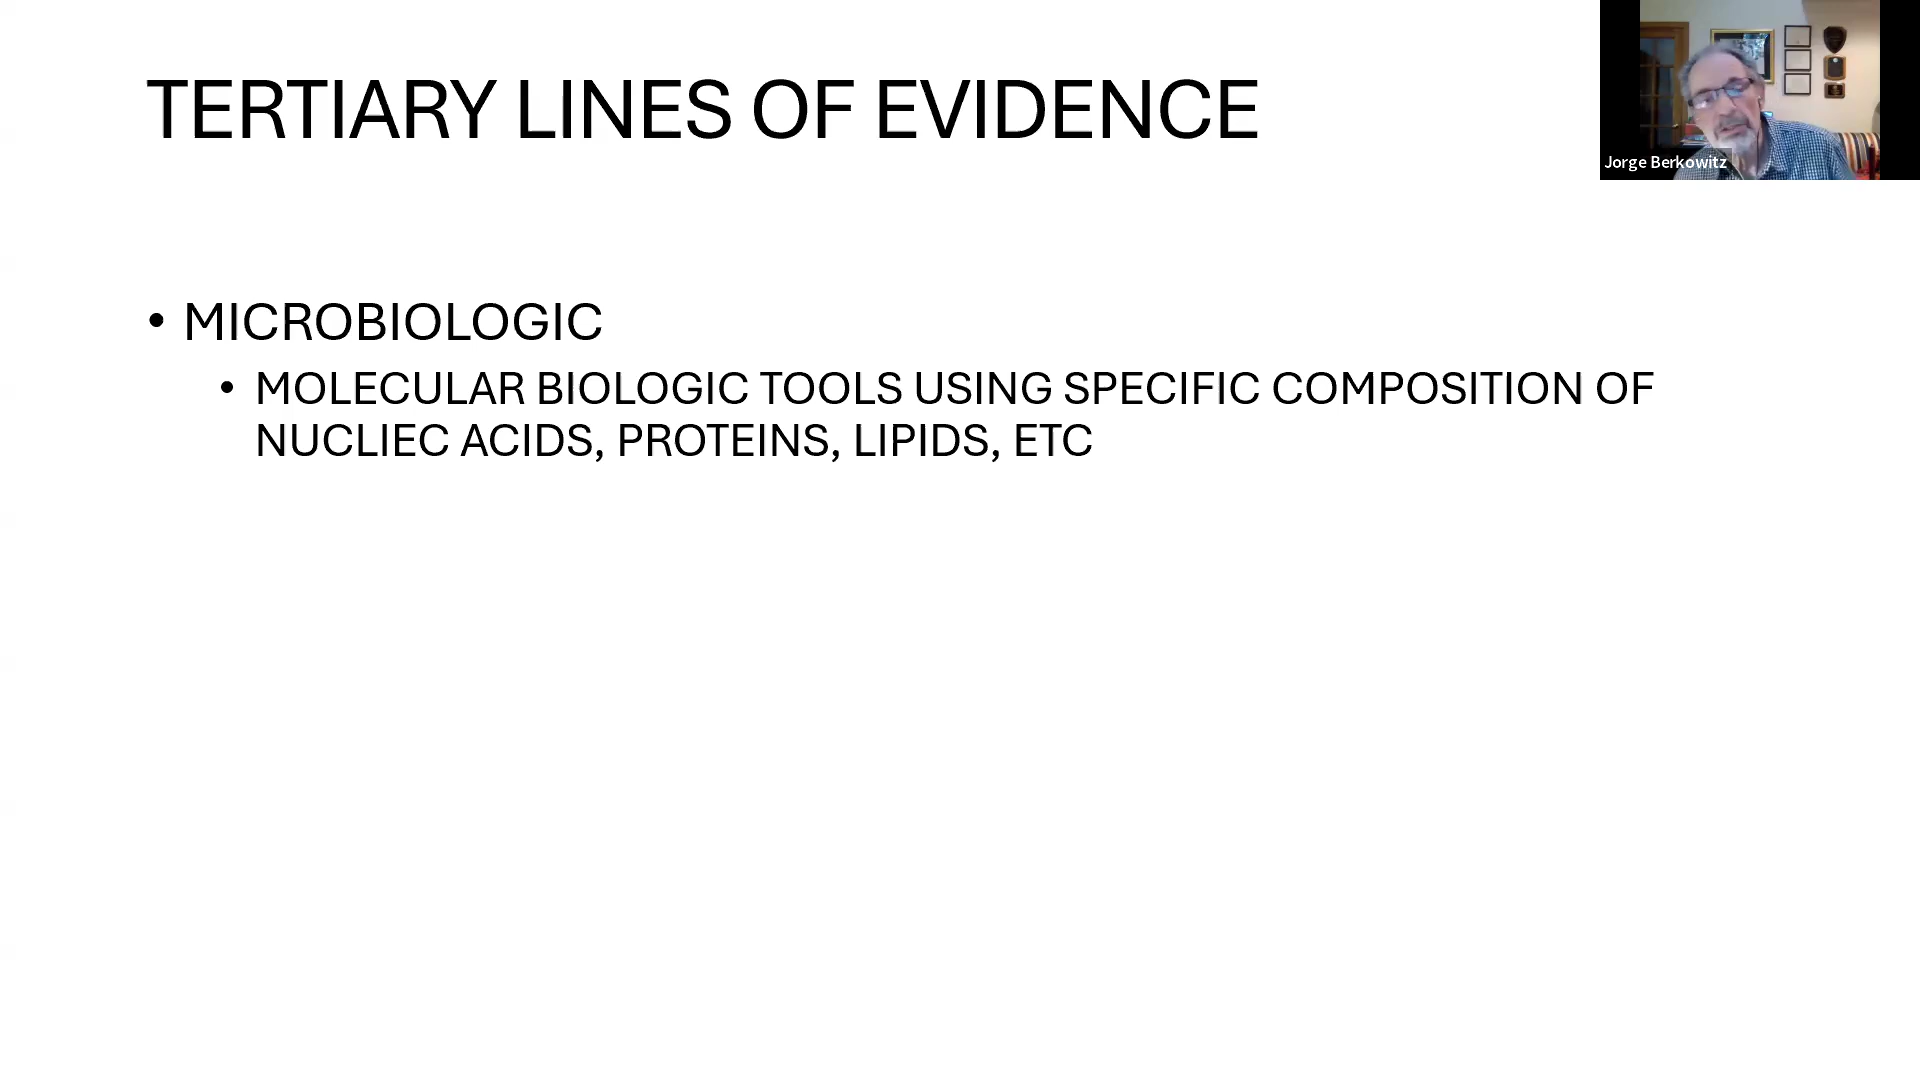 TERTIARY LINES OF EVIDENCE
Jorge Berkowitz
• MICROBIOLOGIC
• MOLECULAR BIOLOGIC TOOLS USING SPECIFIC COMPOSITION OF
NUCLIEC ACIDS, PROTEINS, LIPIDS, ETC